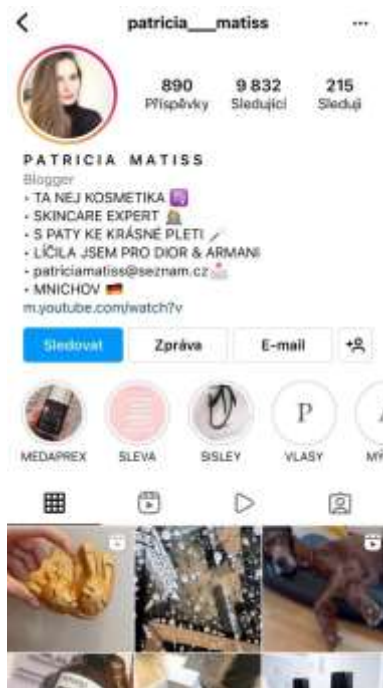 patricia___matiss
890 9 832 215
Příspěvky Sledující Sleduji
PATRICIA MATISS
Blogger
- TA NEJ KOSMETIKA
- SKINCARE EXPERT
- S PATY KE KRÁSNÉ PLETI
- LÍČILA JSEM PRO DIOR & ARMANI
- patriciamatiss@seznam.cz
- MNICHOV
m.youtube.com/watch?v
Sledovat Zpráva E-mail
P
MEDAPREX SLEVA SISLEY VLASY